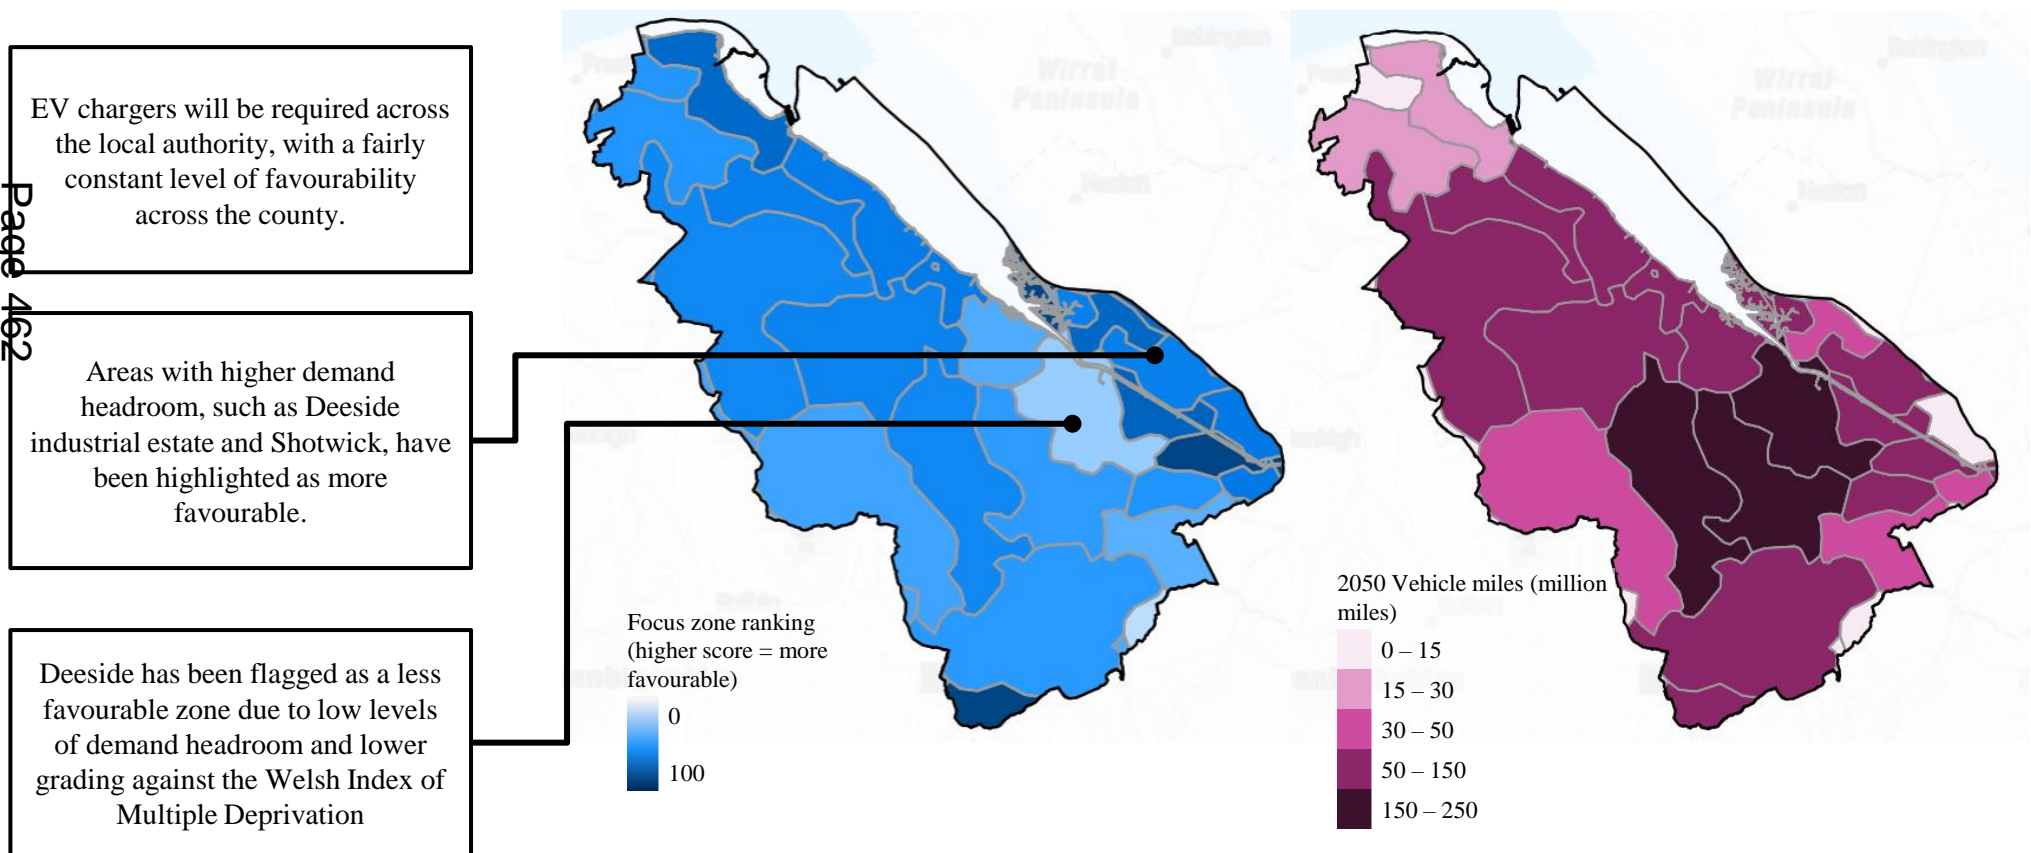 EV chargers will be required across
the local authority, with a fairly
constant level of favourability
across the county.
Page 462
Areas with higher demand
headroom, such as Deeside
industrial estate and Shotwick, have
been highlighted as more
favourable.
Deeside has been flagged as a less
favourable zone due to low levels
of demand headroom and lower
grading against the Welsh Index of
Multiple Deprivation
Wirral
Peninsula
Bebington
Neston
Focus zone ranking
(higher score = more
favourable)
0
100
Wirral
Peninsula
Bebington
Neston
2050 Vehicle miles (million
miles)
0 – 15
15 – 30
30 – 50
50 – 150
150 – 250